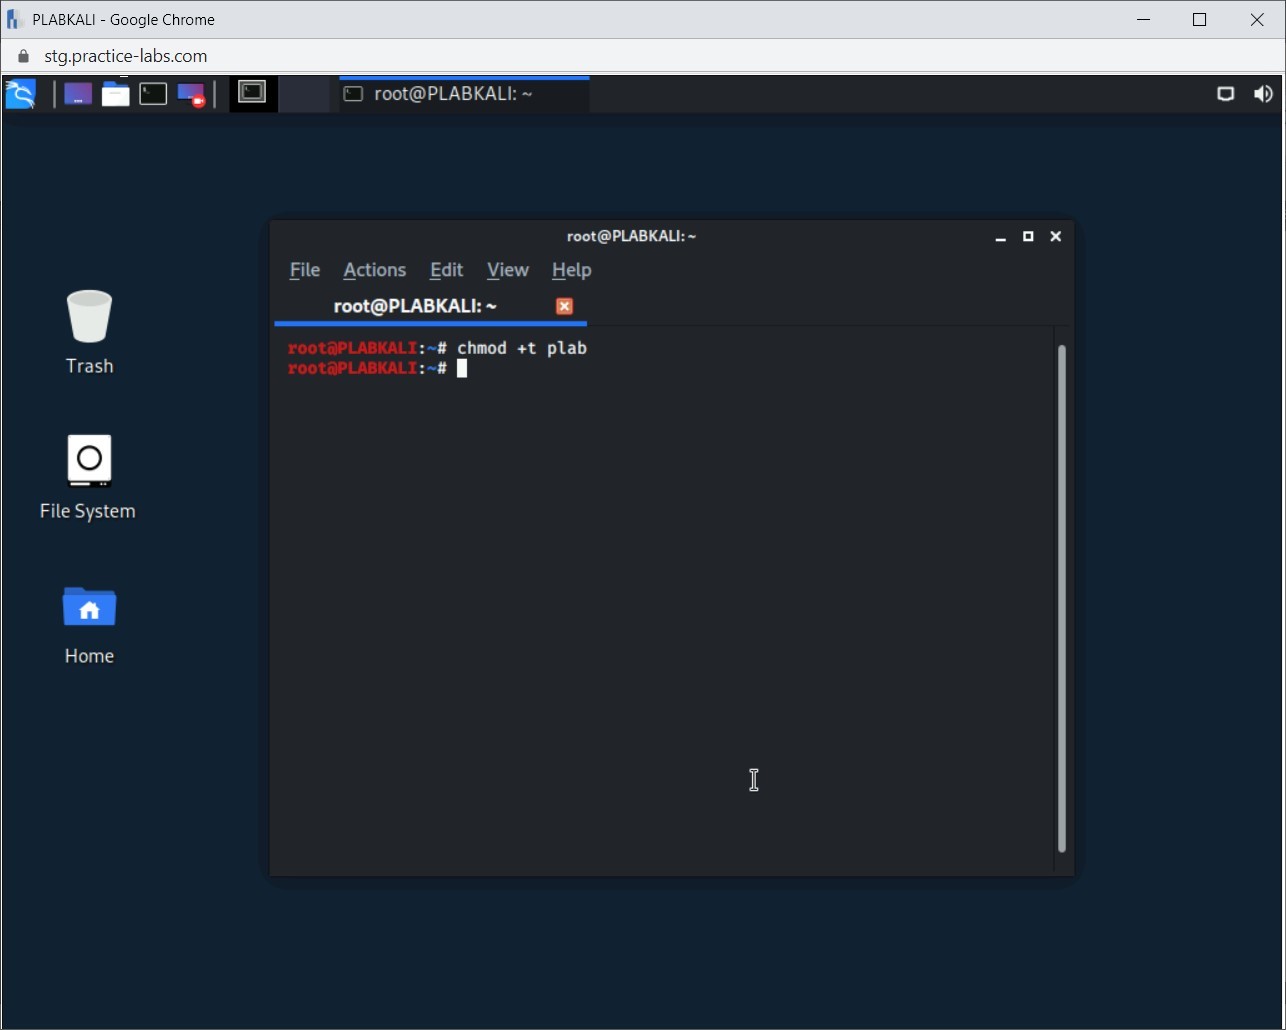 PLABKALI - Google Chrome
stg.practice-labs.com
root@PLABKALI: ~
root@PLABKALI: ~
File Actions Edit View Help
root@PLABKALI: ~
root@PLABKALI:~# chmod +t plab
root@PLABKALI:~#
Trash
File System
Home